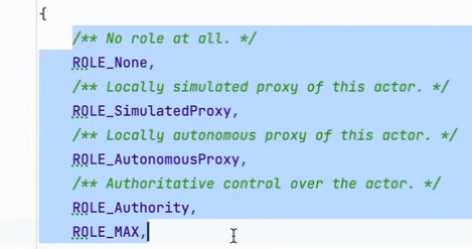 {
/** No role at all. */
ROLE_None,
/** Locally simulated proxy of this actor. */
ROLE_SimulatedProxy,
/** Locally autonomous proxy of this actor. */
ROLE_AutonomousProxy,
/** Authoritative control over the actor. */
ROLE_Authority,
ROLE_MAX,